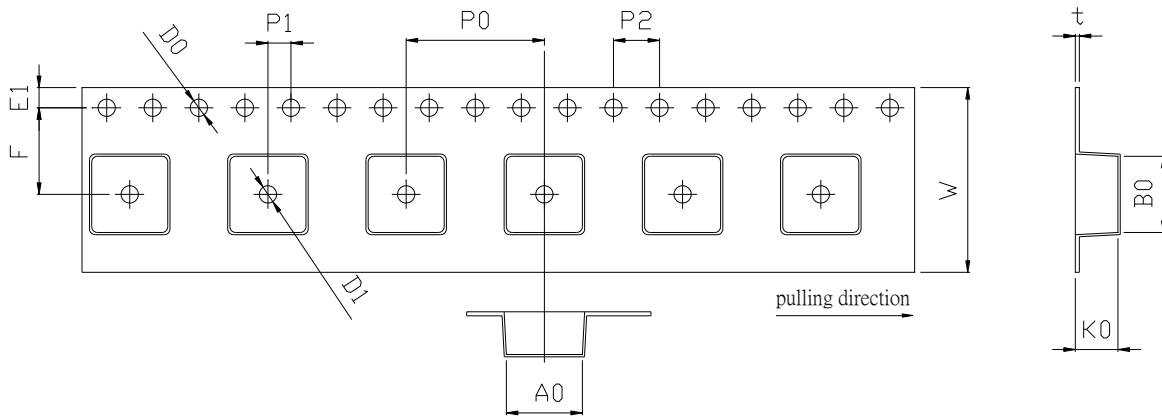 P1
P0
P2
t
D0
E1
F
W
B0
D1
pulling direction
K0
A0